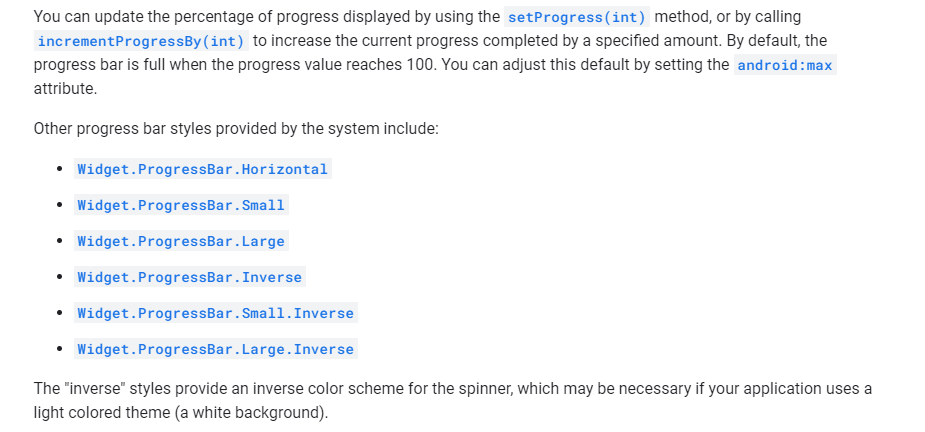 You can update the percentage of progress displayed by using the setProgress(int) method, or by calling
incrementProgressBy(int) to increase the current progress completed by a specified amount. By default, the
progress bar is full when the progress value reaches 100. You can adjust this default by setting the android:max
attribute.
Other progress bar styles provided by the system include:
• Widget.ProgressBar.Horizontal
• Widget.ProgressBar.Small
• Widget.ProgressBar.Large
• Widget.ProgressBar.Inverse
• Widget.ProgressBar.Small.Inverse
• Widget.ProgressBar.Large.Inverse
The "inverse" styles provide an inverse color scheme for the spinner, which may be necessary if your application uses a
light colored theme (a white background).